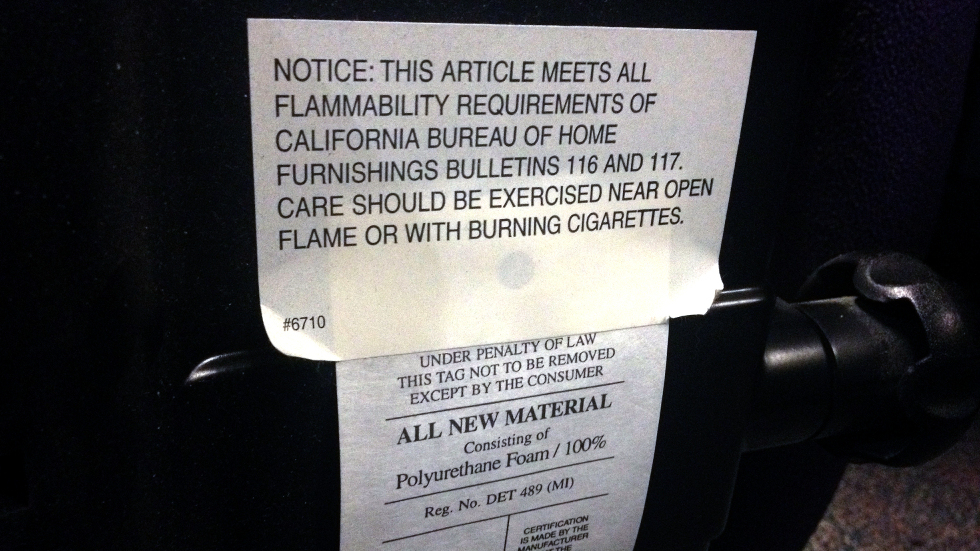 NOTICE: THIS ARTICLE MEETS ALL
FLAMMABILITY REQUIREMENTS OF
CALIFORNIA BUREAU OF HOME
FURNISHINGS BULLETINS 116 AND 117.
CARE SHOULD BE EXERCISED NEAR OPEN
FLAME OR WITH BURNING CIGARETTES.
#6710
UNDER PENALTY OF LAW
THIS TAG NOT TO BE REMOVED
EXCEPT BY THE CONSUMER
ALL NEW MATERIAL
Consisting of
Polyurethane Foam / 100%
Reg. No. DET 489 (MI)
CERTIFICATION
IS MADE BY THE
MANUFACTURER
THE